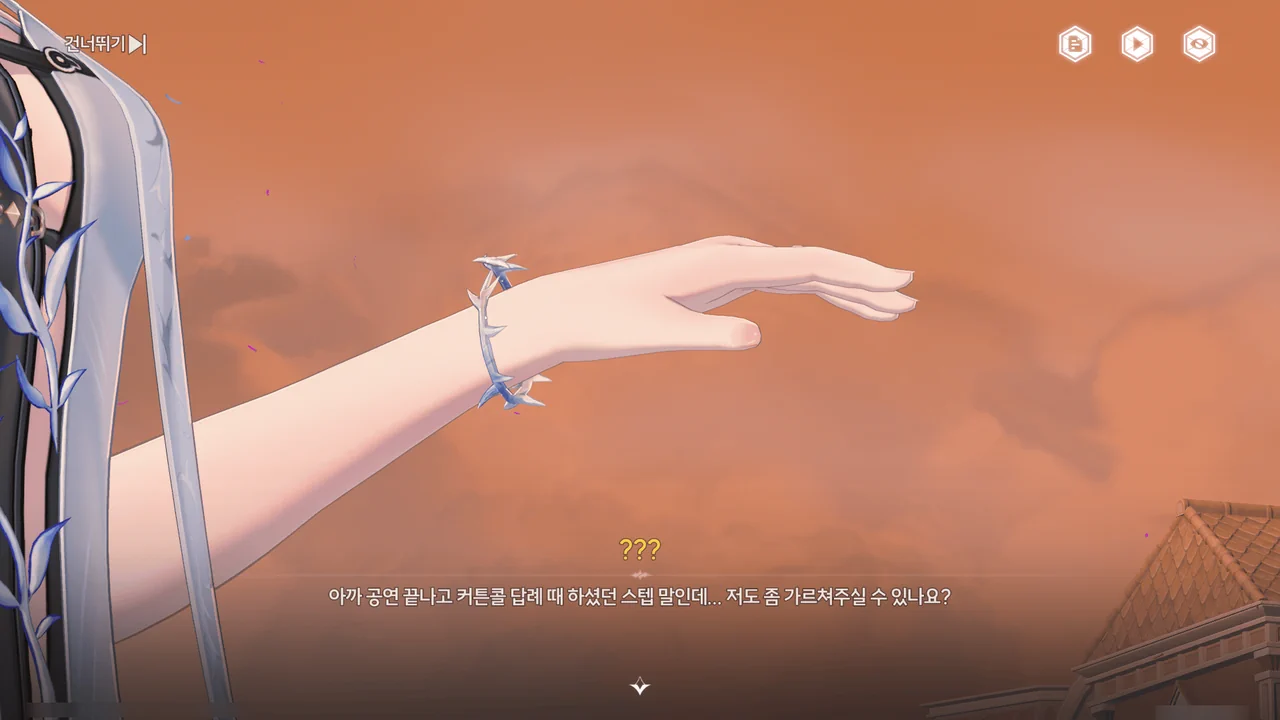 건너뛰기
???
아까 공연 끝나고 커튼콜 답례 때 하셨던 스텝 말인데... 저도 좀 가르쳐주실 수 있나요?